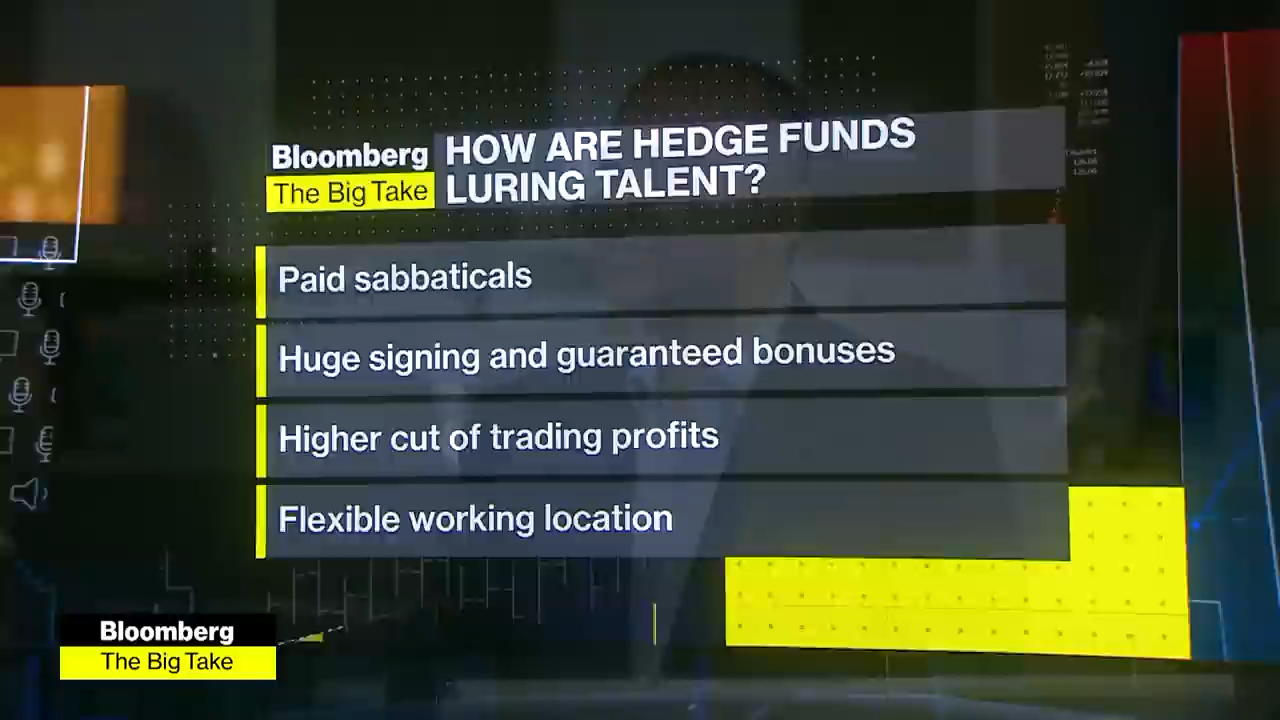 Bloomberg
The Big Take
HOW ARE HEDGE FUNDS
LURING TALENT?
Paid sabbaticals
Huge signing and guaranteed bonuses
Higher cut of trading profits
Flexible working location
Bloomberg
The Big Take